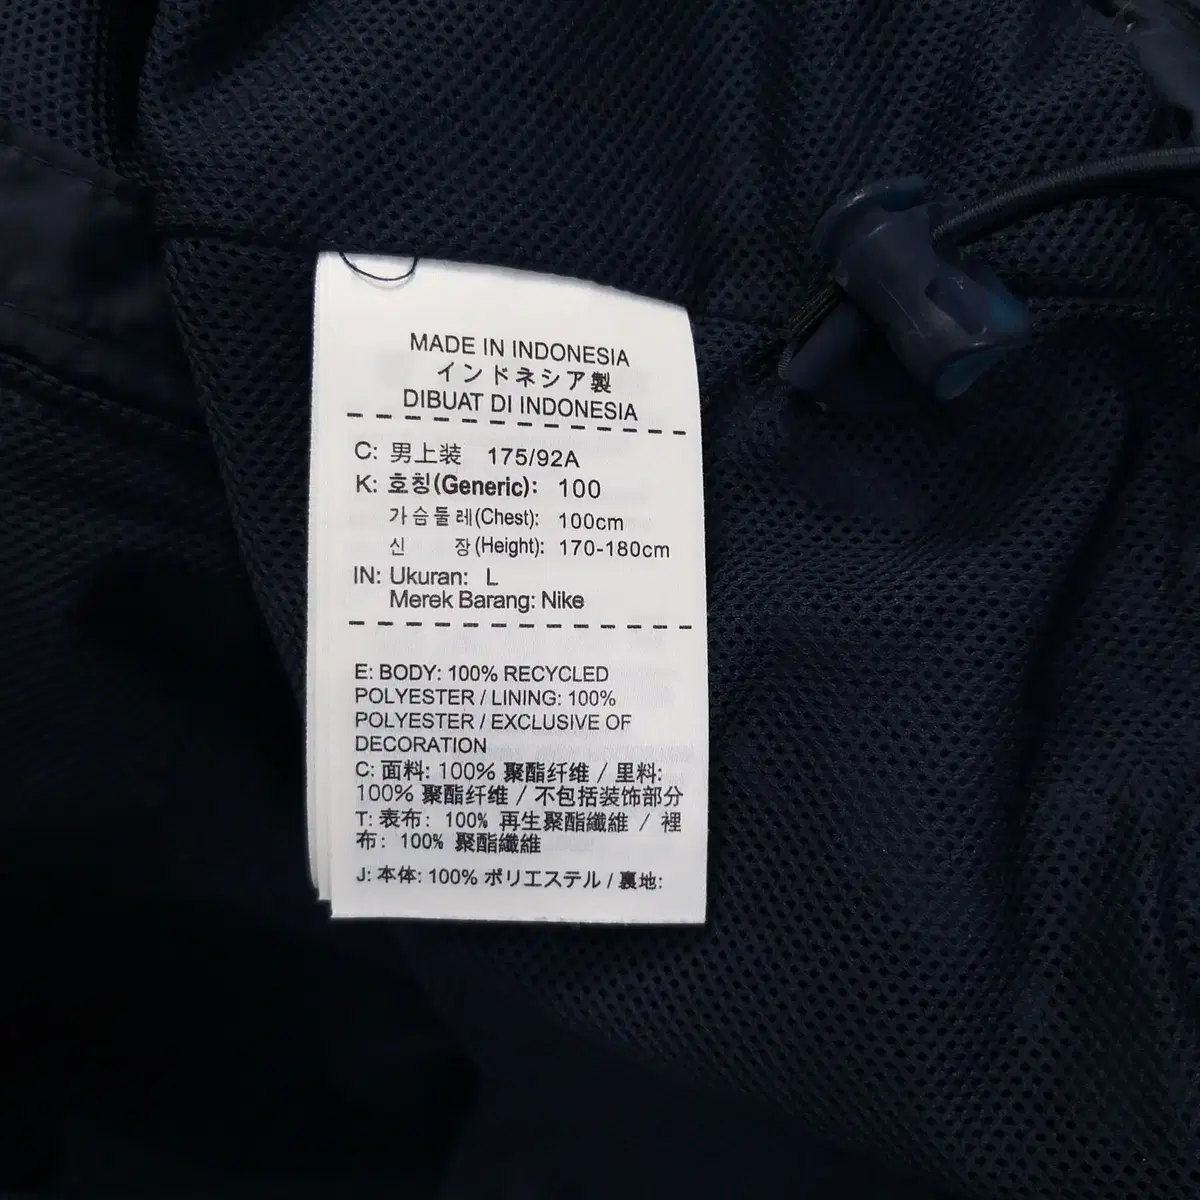 MADE IN INDONESIA
インドネシア製
DIBUAT DI INDONESIA
C: 男上装 175/92A
K: 호칭(Generic): 100
가슴둘레(Chest): 100cm
신 장(Height): 170-180cm
IN: Ukuran: L
Merek Barang: Nike
E: BODY: 100% RECYCLED
POLYESTER / LINING: 100%
POLYESTER / EXCLUSIVE OF
DECORATION
C: 面料: 100% 聚酯纤维 / 里料:
100% 聚酯纤维 / 不包括装饰部分
T: 表布: 100% 再生聚酯纖維 / 裡
布: 100% 聚酯纖維
J: 本体: 100% ポリエステル / 裏地: